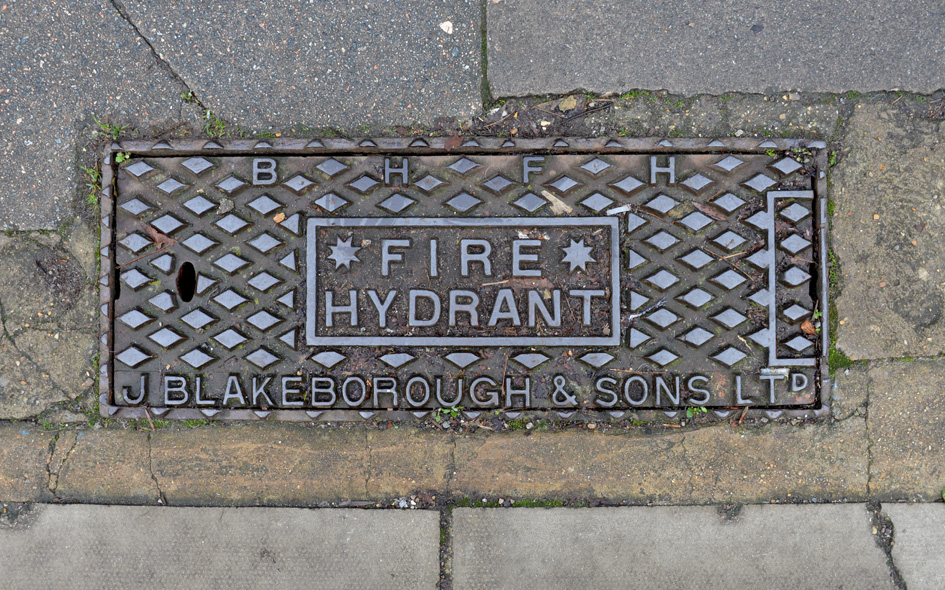 B H F H
FIRE
HYDRANT
J BLAKEBOROUGH & SONS LTD